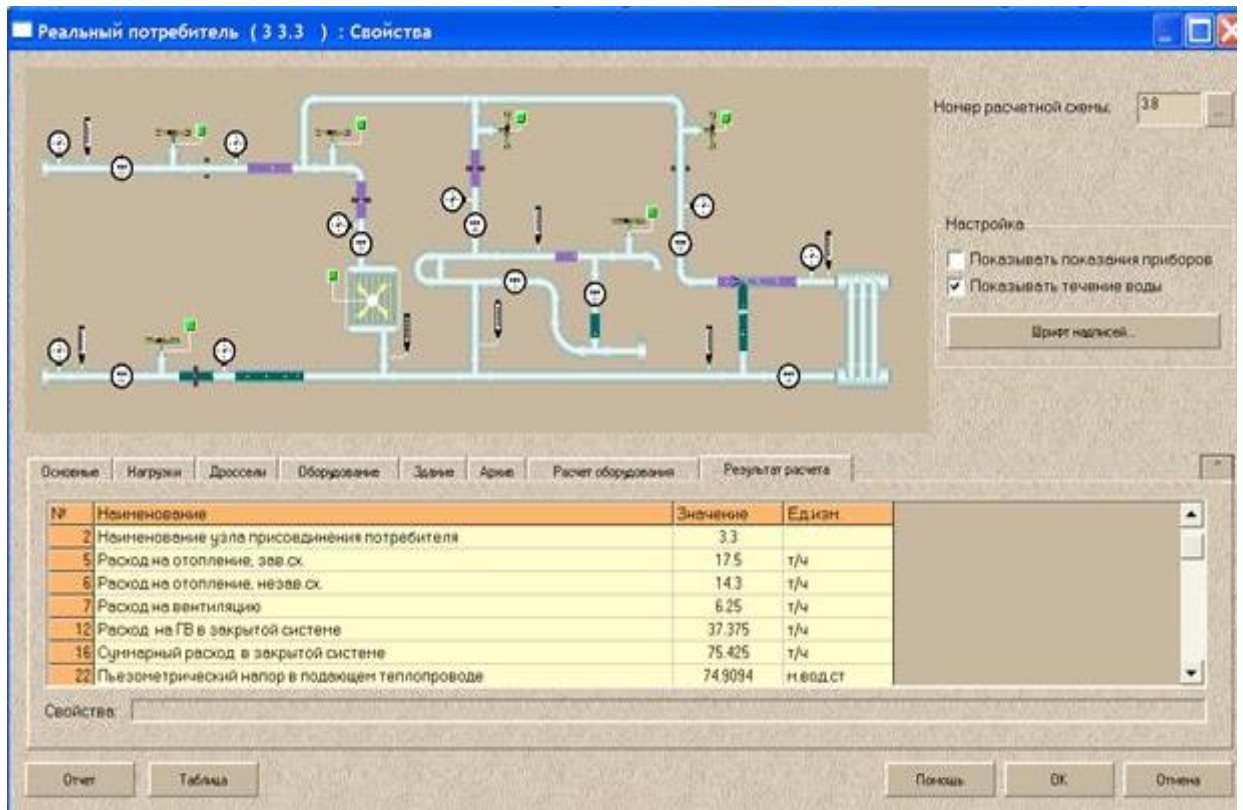 Реальный потребитель ( 3 3.3 ) : Свойства
Номер расчетной схемы: 3.8 ...
Настройка
Показывать показания приборов
Показывать течение воды
Шрифт надписей...
Основные Нагрузки Дроссели Оборудование Здание Архив Расчет оборудования Результат расчета
№ Наименование Значение Ед.изм.
2 Наименование узла присоединения потребителя 3.3
5 Расход на отопление, зав.сх. 17.5 т/ч
6 Расход на отопление, незав.сх. 14.3 т/ч
7 Расход на вентиляцию 6.25 т/ч
12 Расход на ГВ в закрытой системе 37.375 т/ч
16 Суммарный расход в закрытой системе 75.425 т/ч
22 Пьезометрический напор в подающем теплопроводе 74.9094 м.вод.ст
Свойства:
Отчет Таблица Помощь ОК Отмена